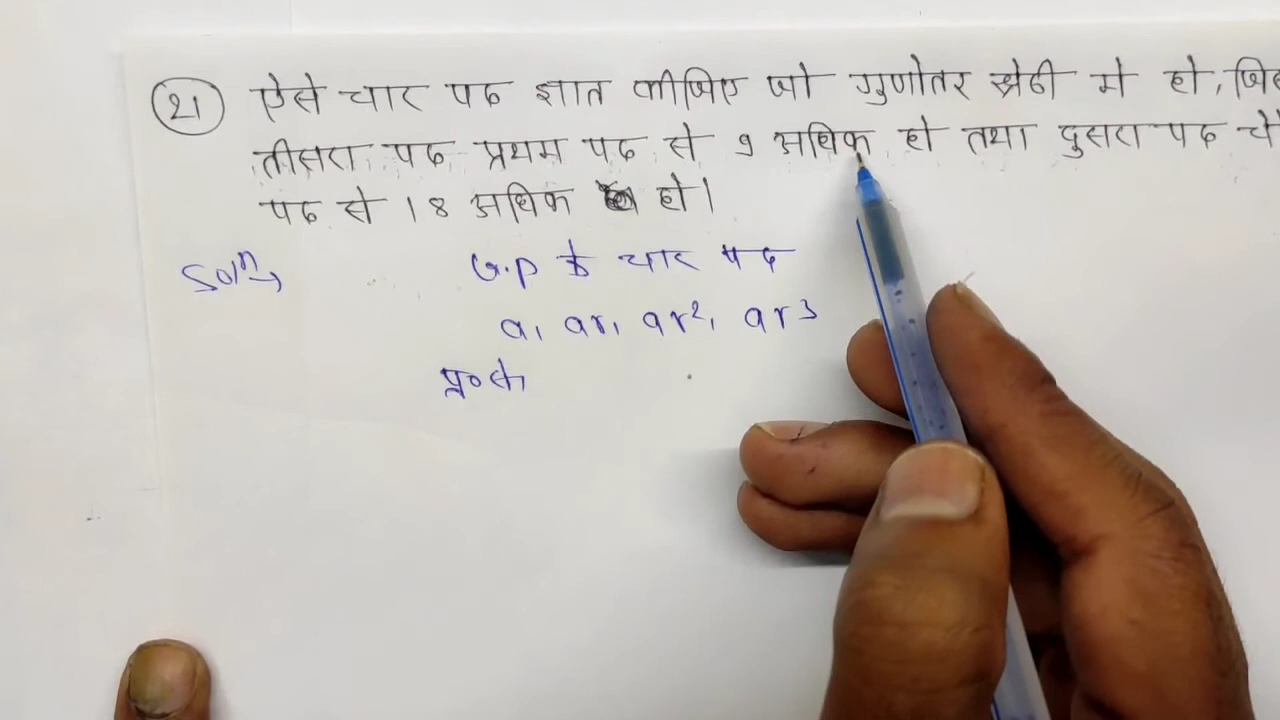 21 ऐसे चार पद ज्ञात कीजिए जो गुणोतर श्रेढी मे हो,
तीसरा पद प्रथम पद से 9 अधिक हो तथा दुसरा पद
पद से 18 अधिक हो।
Solⁿ→ G.P के चार पद
a, ar, ar², ar3
प्र० से,